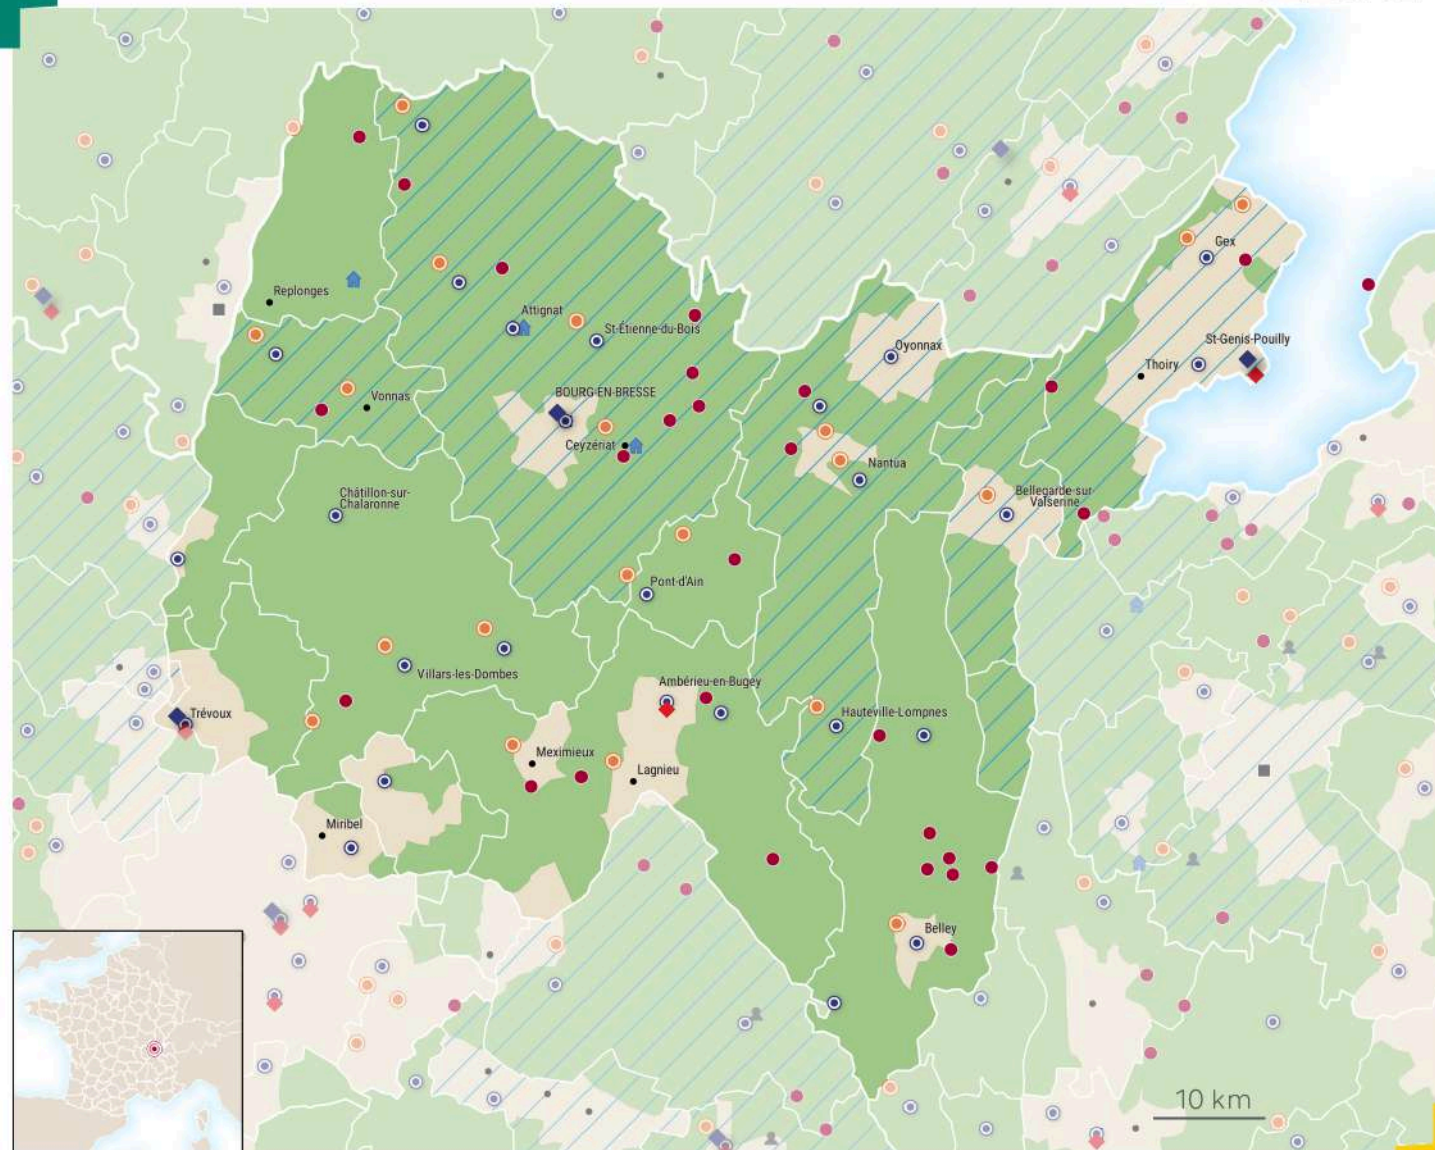 Gex
Replonges
Attignat
St-Étienne-du-Bois
St-Genis-Pouilly
Oyonnax
Thoiry
BOURG-EN-BRESSE
Vonnas
Ceyzériat
Nantua
Châtillon-sur-
Chalaronne
Bellegarde-sur-
Valserine
Pont-d'Ain
Villars-les-Dombes
Ambérieu-en-Bugey
Trévoux
Hauteville-Lompnes
Meximieux
Lagnieu
Miribel
Belley
10 km